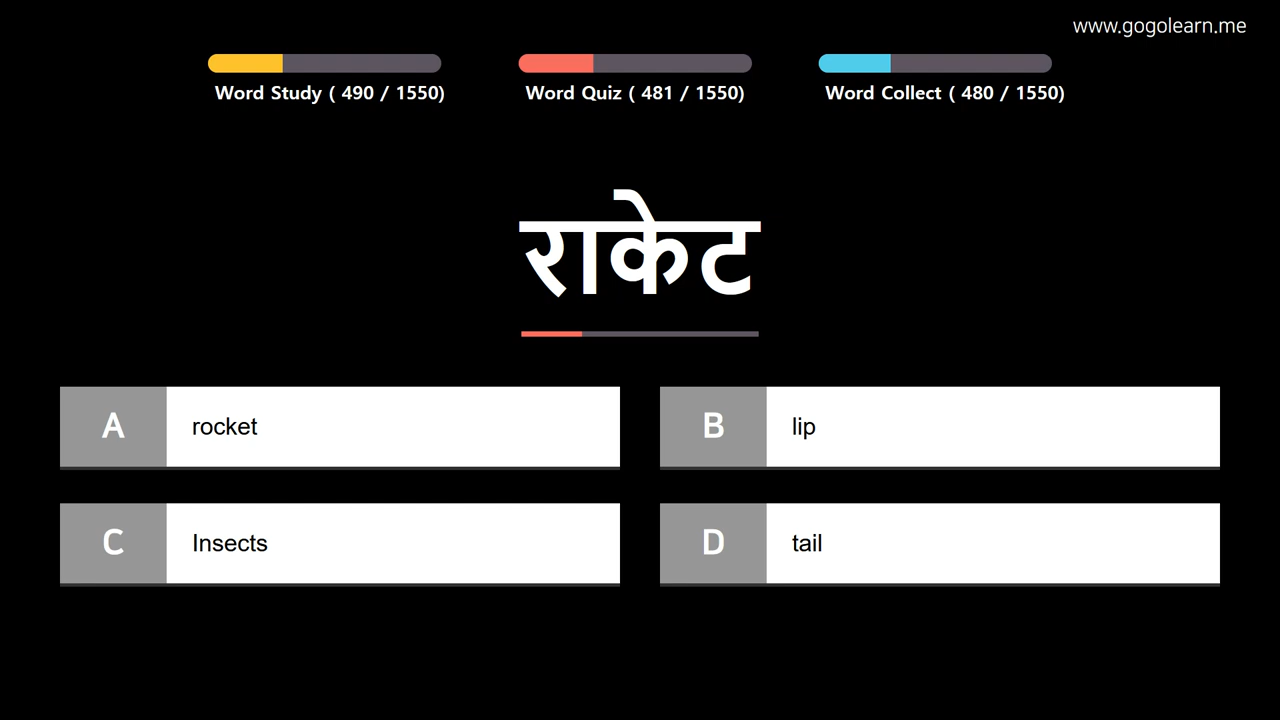 www.gogolearn.me
Word Study ( 490 / 1550)
Word Quiz ( 481 / 1550)
Word Collect ( 480 / 1550)
राकेट
A rocket
B lip
C Insects
D tail